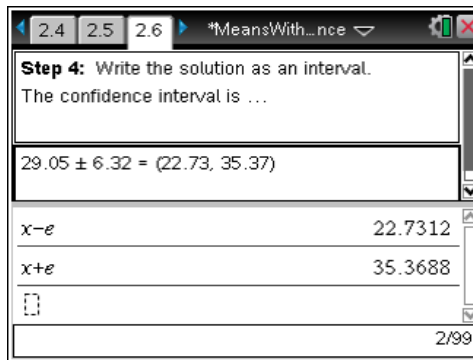 2.4 2.5 2.6 *MeansWith...nce
Step 4: Write the solution as an interval.
The confidence interval is ...
29.05 ± 6.32 = (22.73, 35.37)
x−e 22.7312
x+e 35.3688
2/99